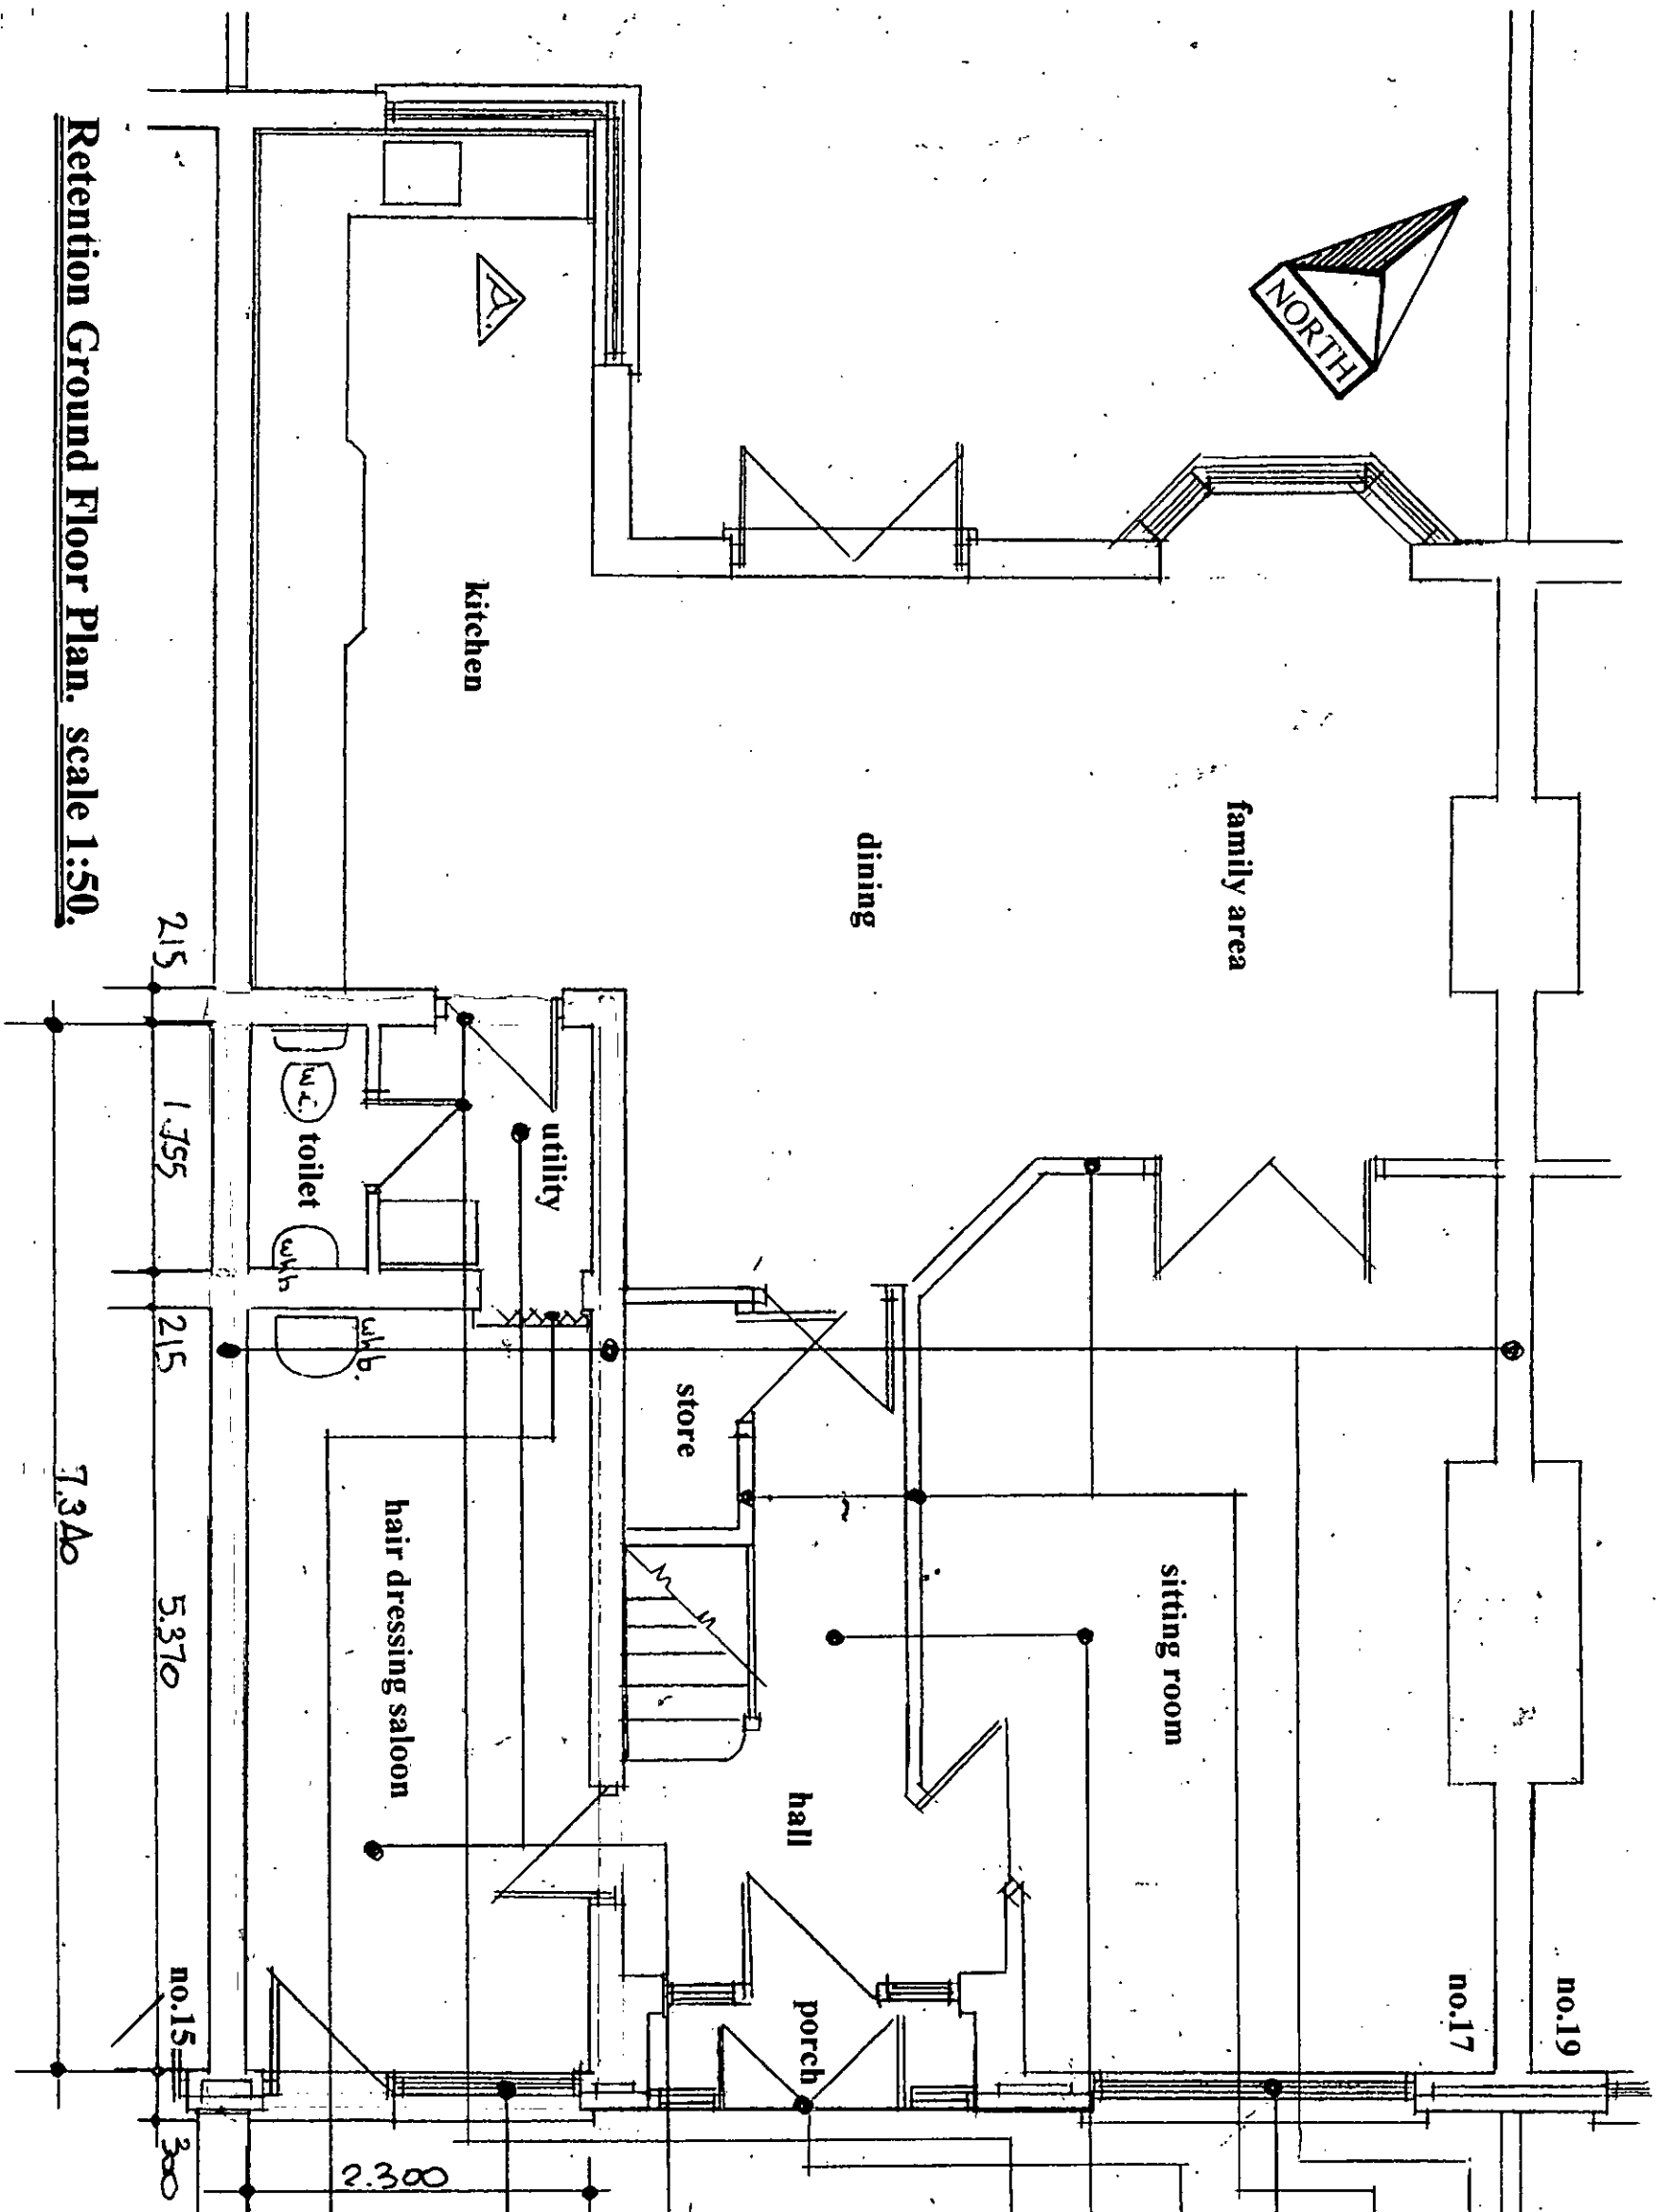 NORTH
family area
dining
kitchen
no.19
no.17
sitting room
porch
hall
store
utility
w.c. toilet
whb
whb.
hair dressing saloon
no.15
2.300
215
1.755
215
5.370
300
7.340
Retention Ground Floor Plan. scale 1:50.